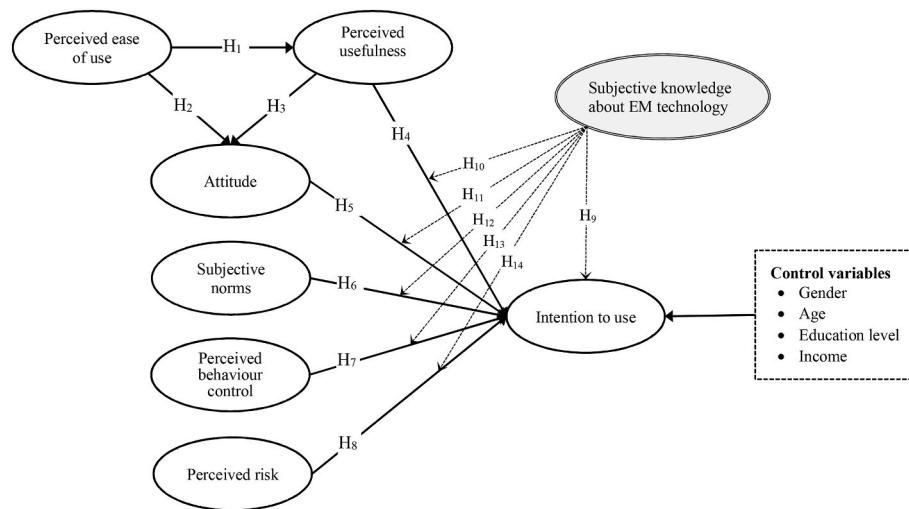 Perceived ease
of use
H1
Perceived
usefulness
H2
H3
H4
Subjective knowledge
about EM technology
Attitude
H5
H10
H11
H12
H13
H14
H9
Subjective
norms
H6
Intention to use
Control variables
• Gender
• Age
• Education level
• Income
Perceived
behaviour
control
H7
Perceived risk
H8